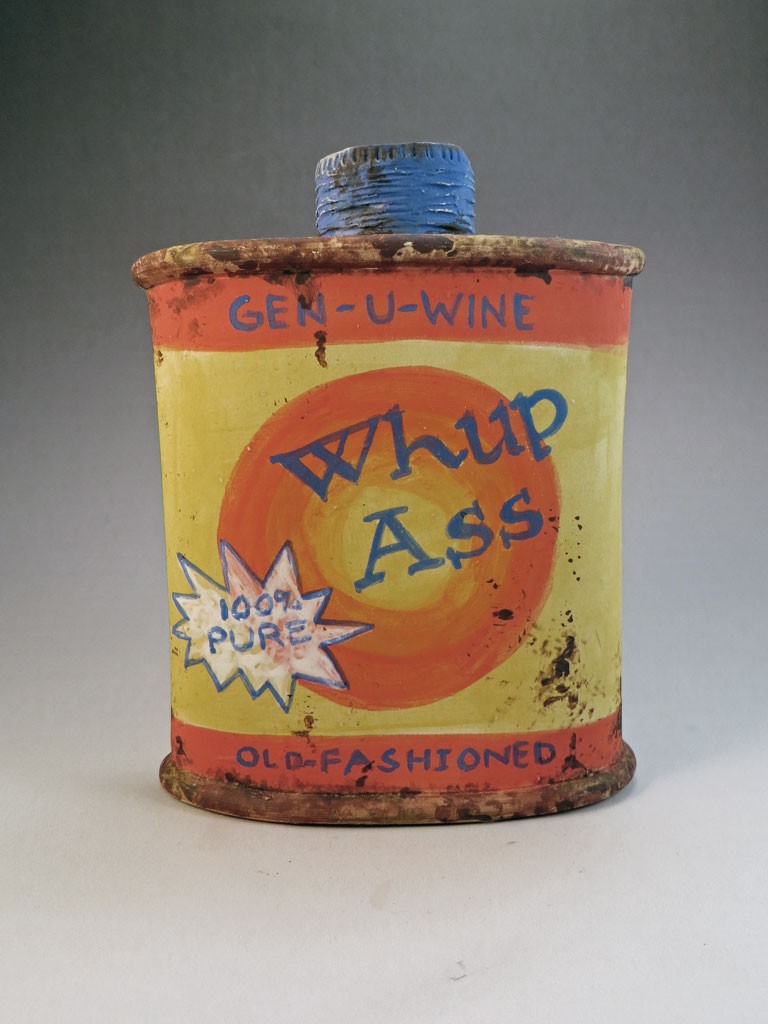 GEN-U-WINE
Whup
Ass
100%
PURE
OLD-FASHIONED